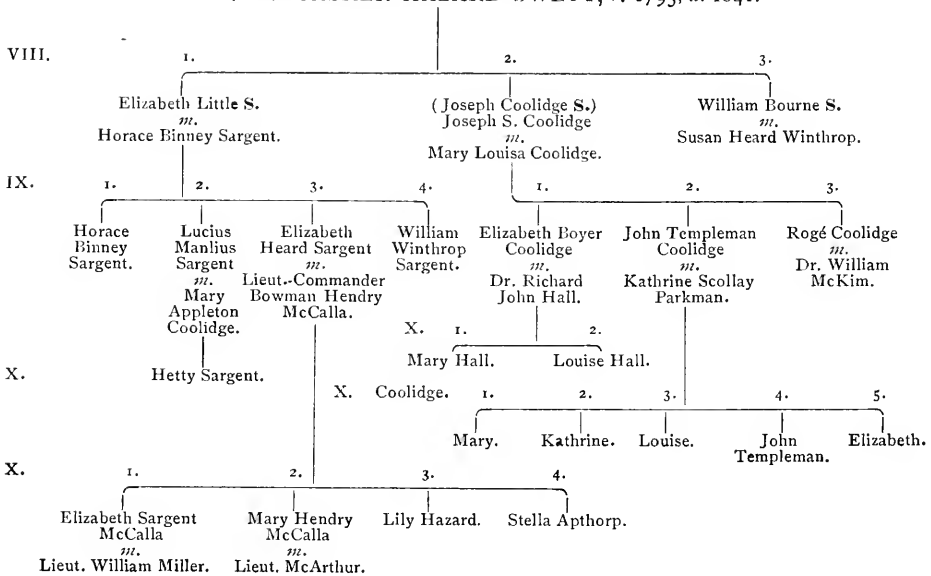 VIII. 1. 2. 3.
Elizabeth Little S.
m.
Horace Binney Sargent.
(Joseph Coolidge S.)
Joseph S. Coolidge
m.
Mary Louisa Coolidge.
William Bourne S.
m.
Susan Heard Winthrop.
IX. 1. 2. 3. 4. 1. 2. 3.
Horace
Binney
Sargent.
Lucius
Manlius
Sargent
m.
Mary
Appleton
Coolidge.
Elizabeth
Heard Sargent
m.
Lieut.-Commander
Bowman Hendry
McCalla.
William
Winthrop
Sargent.
Elizabeth Boyer
Coolidge
m.
Dr. Richard
John Hall.
John Templeman
Coolidge
m.
Kathrine Scollay
Parkman.
Rogé Coolidge
m.
Dr. William
McKim.
X. 1. 2.
Mary Hall. Louise Hall.
X. Hetty Sargent.
X. Coolidge. 1. 2. 3. 4. 5.
Mary. Kathrine. Louise. John
Templeman. Elizabeth.
X. 1. 2. 3. 4.
Elizabeth Sargent
McCalla
m.
Lieut. William Miller.
Mary Hendry
McCalla
m.
Lieut. McArthur.
Lily Hazard. Stella Apthorp.